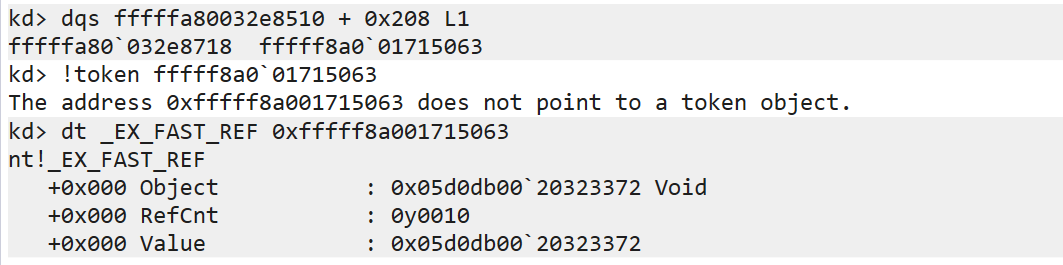 kd> dqs fffffa80032e8510 + 0x208 L1
fffffa80`032e8718  fffff8a0`01715063
kd> !token fffff8a0`01715063
The address 0xfffff8a001715063 does not point to a token object.
kd> dt _EX_FAST_REF 0xfffff8a001715063
nt!_EX_FAST_REF
   +0x000 Object           : 0x05d0db00`20323372 Void
   +0x000 RefCnt           : 0y0010
   +0x000 Value            : 0x05d0db00`20323372